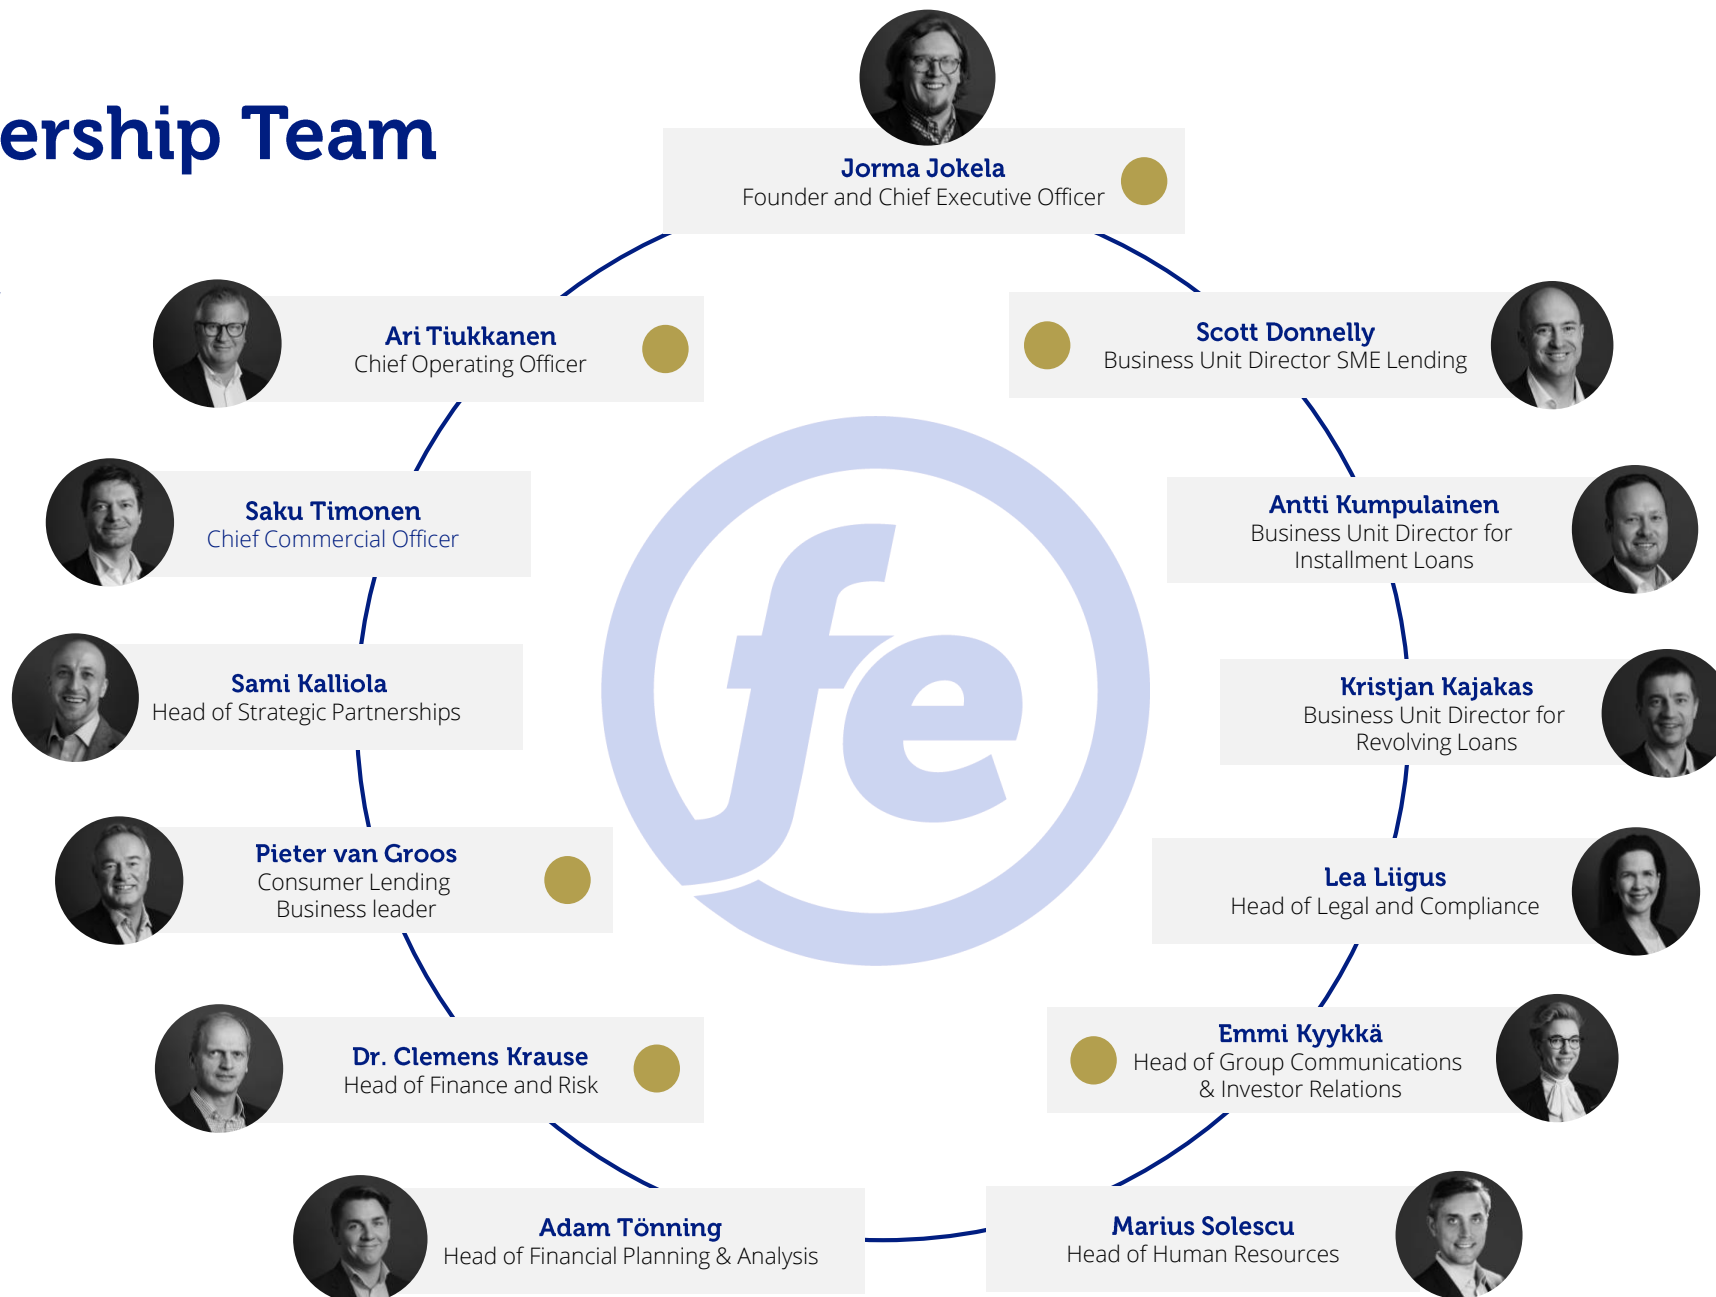 ership Team
Jorma Jokela
Founder and Chief Executive Officer
Ari Tiukkanen
Chief Operating Officer
Scott Donnelly
Business Unit Director SME Lending
Saku Timonen
Chief Commercial Officer
Antti Kumpulainen
Business Unit Director for
Installment Loans
Sami Kalliola
Head of Strategic Partnerships
Kristjan Kajakas
Business Unit Director for
Revolving Loans
fe
Pieter van Groos
Consumer Lending
Business leader
Lea Liigus
Head of Legal and Compliance
Dr. Clemens Krause
Head of Finance and Risk
Emmi Kyykkä
Head of Group Communications
& Investor Relations
Adam Tönning
Head of Financial Planning & Analysis
Marius Solescu
Head of Human Resources